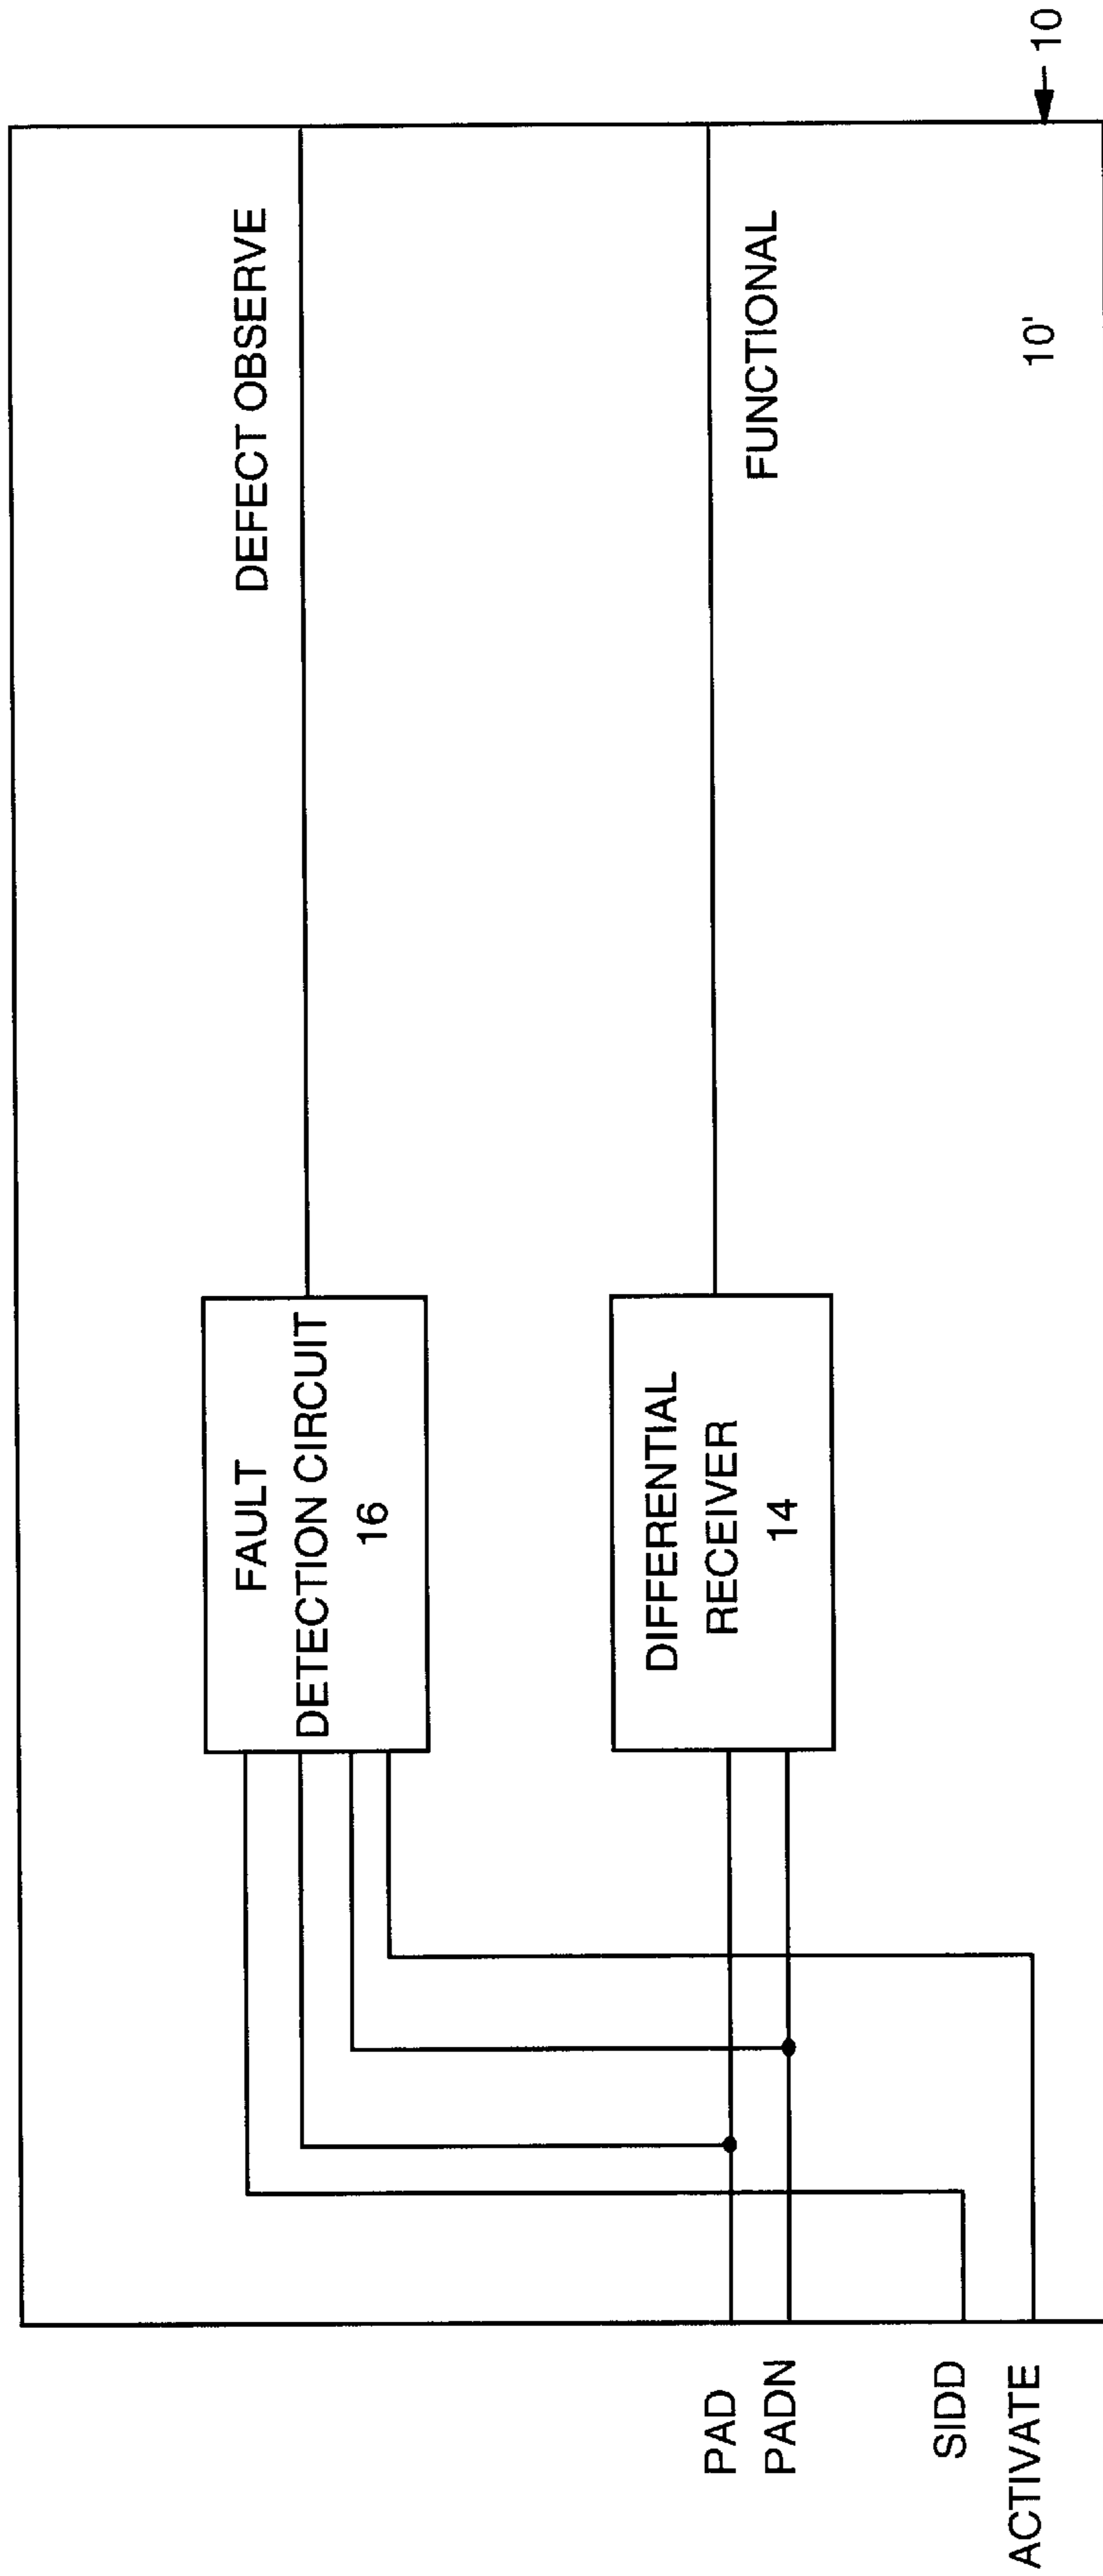 DEFECT OBSERVE
FAULT
DETECTION CIRCUIT
16
DIFFERENTIAL
RECEIVER
14
FUNCTIONAL
PAD
PADN
SIDD
ACTIVATE
10'
10